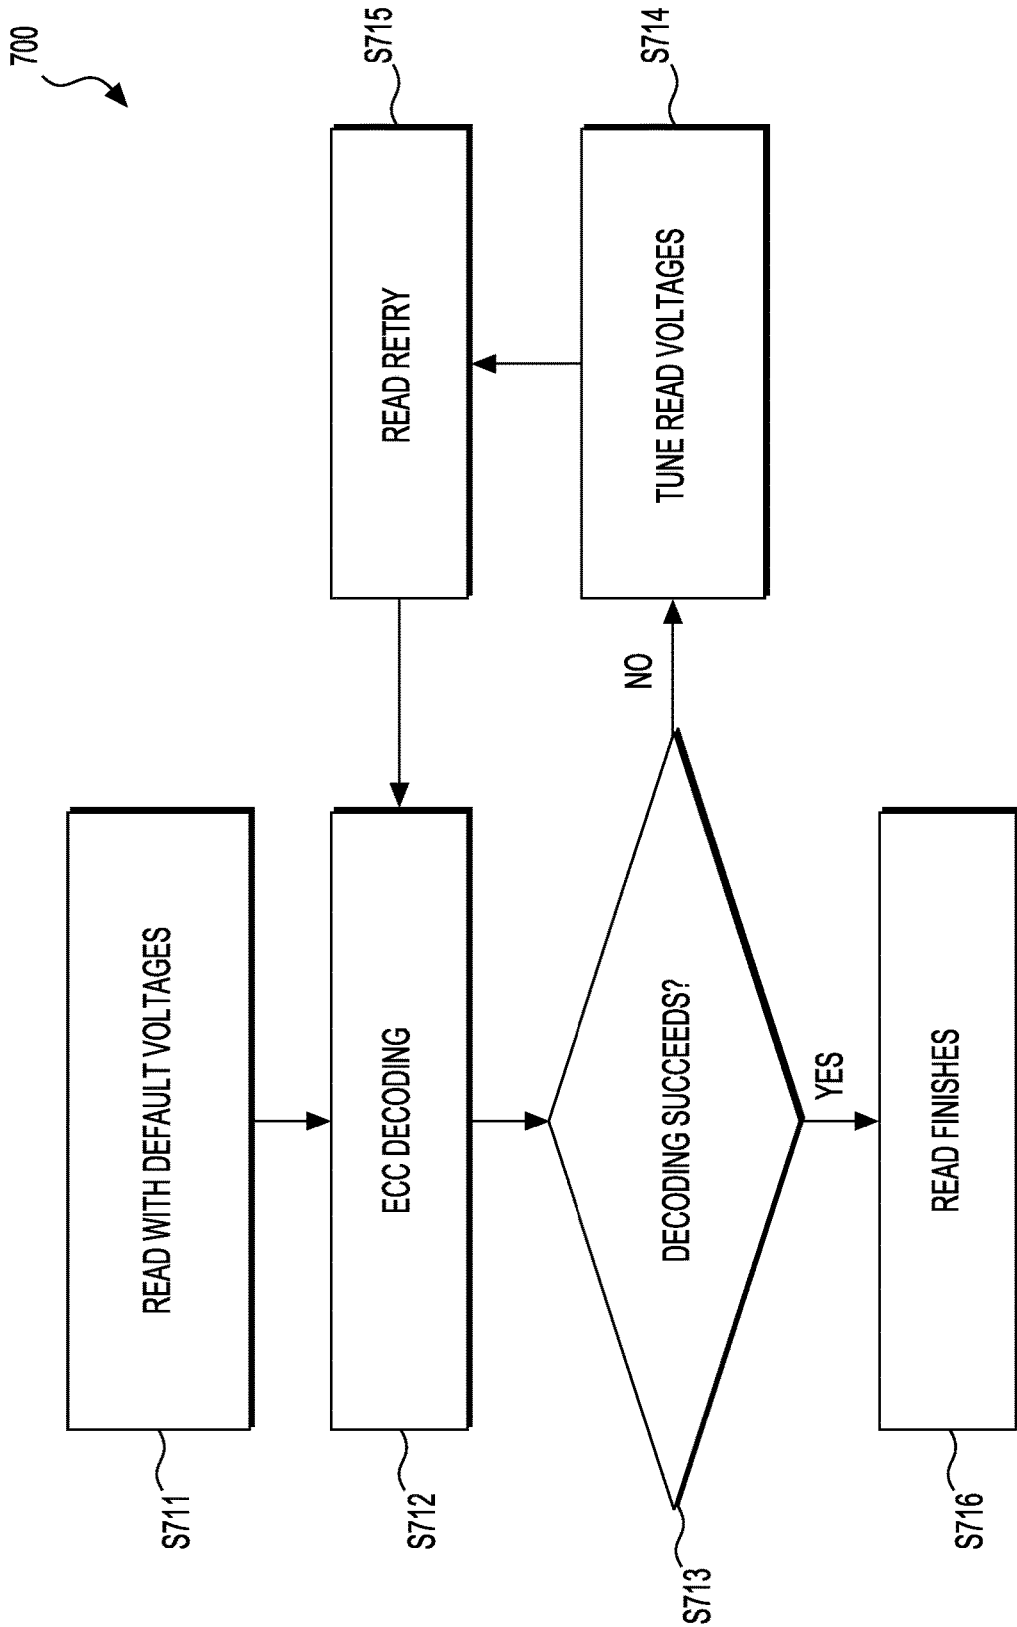 700
S711
READ WITH DEFAULT VOLTAGES
S712
ECC DECODING
S715
READ RETRY
S713
DECODING SUCCEEDS?
NO
S714
TUNE READ VOLTAGES
YES
S716
READ FINISHES